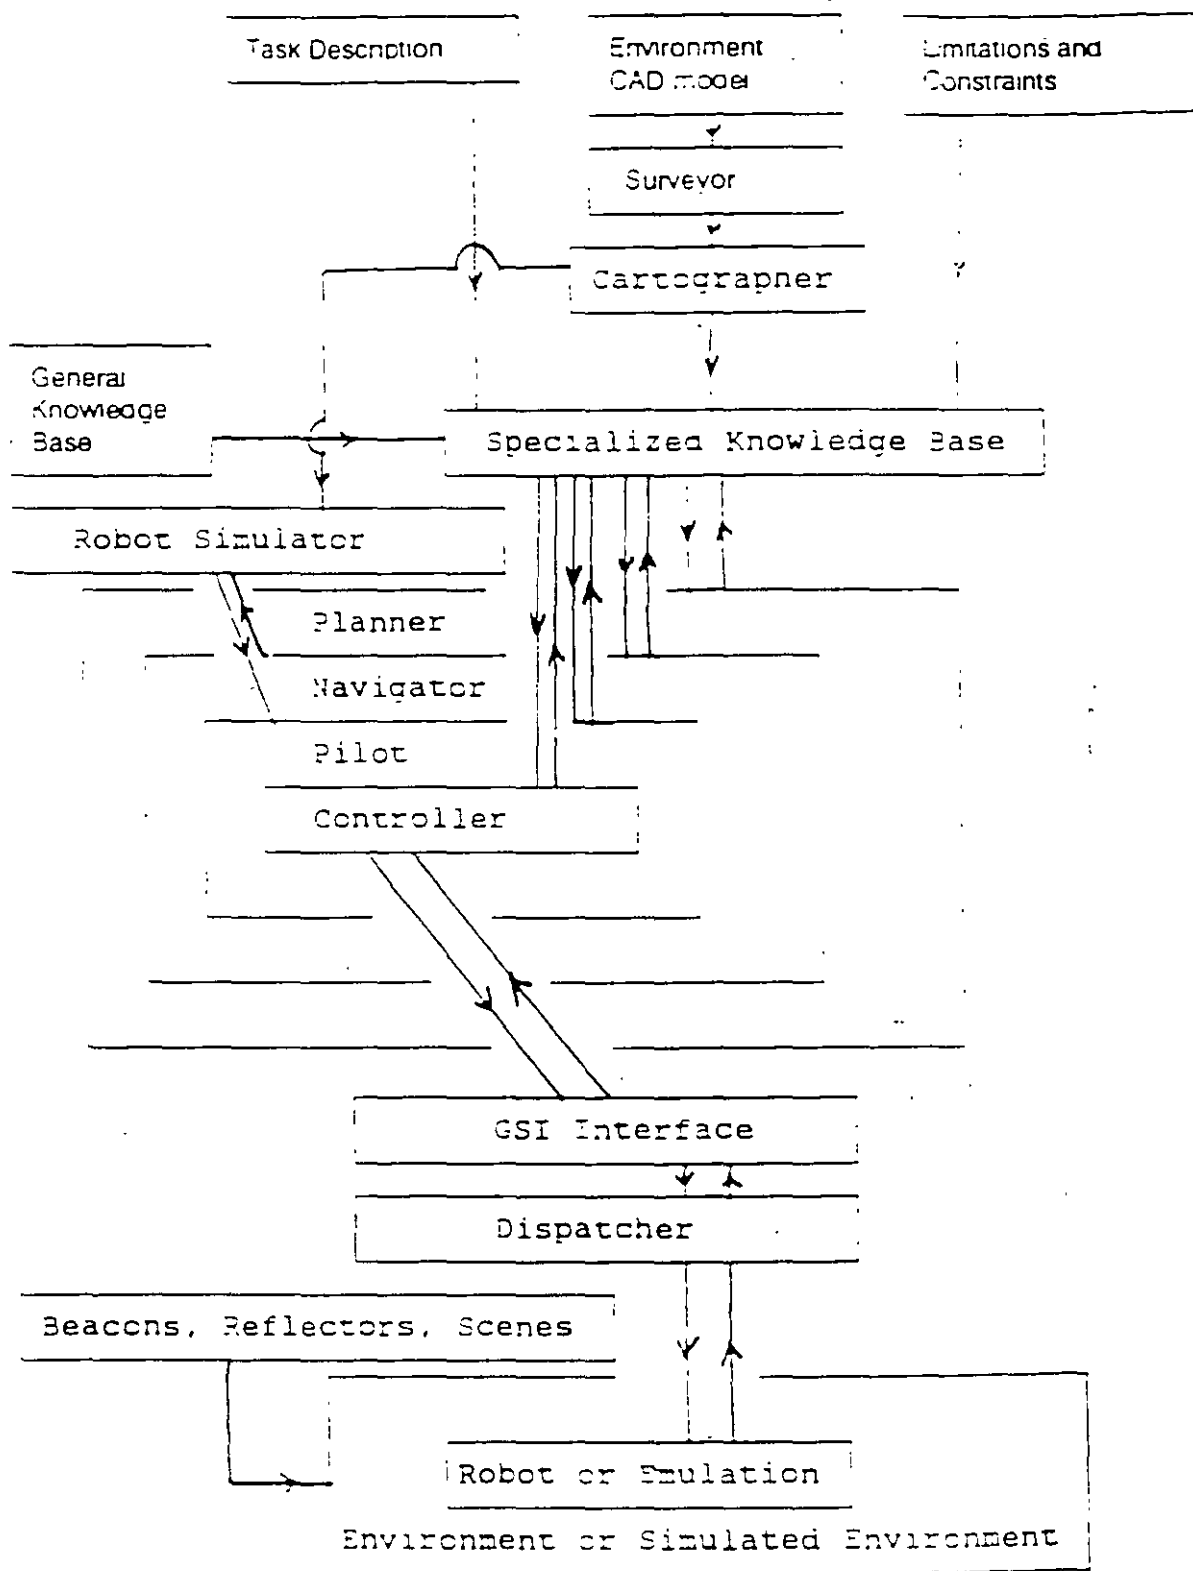 Task Description
Environment
CAD model
Limitations and
Constraints
Surveyor
Cartographer
General
Knowledge
Base
Specialized Knowledge Base
Robot Simulator
Planner
Navigator
Pilot
Controller
GSI Interface
Dispatcher
Beacons, Reflectors, Scenes
Robot or Emulation
Environment or Simulated Environment